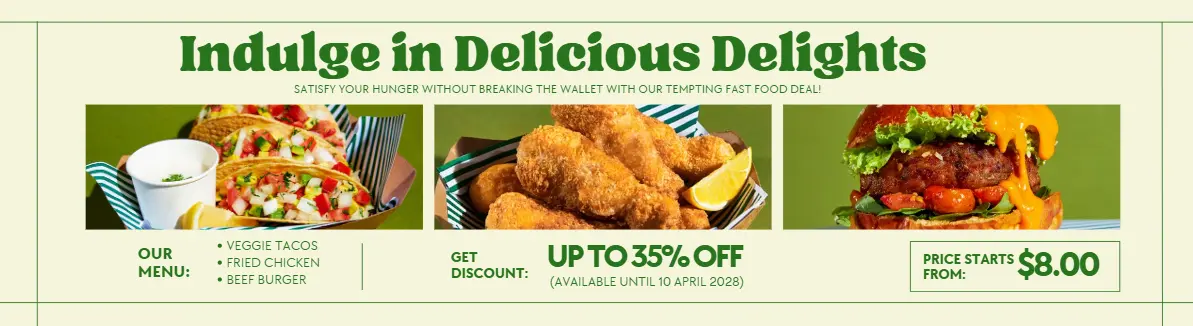 Indulge in Delicious Delights
SATISFY YOUR HUNGER WITHOUT BREAKING THE WALLET WITH OUR TEMPTING FAST FOOD DEAL!
OUR
MENU:
• VEGGIE TACOS
• FRIED CHICKEN
• BEEF BURGER
GET
DISCOUNT:
UP TO 35% OFF
(AVAILABLE UNTIL 10 APRIL 2028)
PRICE STARTS
FROM:
$8.00